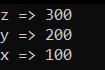 z => 300
y => 200
x => 100